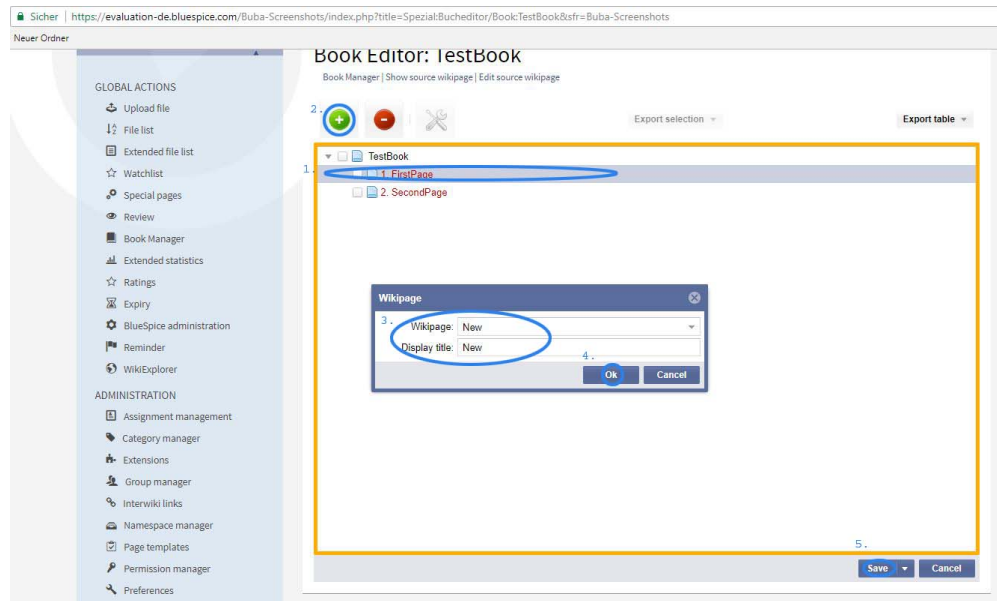 Sicher | https://evaluation-de.bluespice.com/Buba-Screenshots/index.php?title=Spezial:Bucheditor/Book:TestBook&sfr=Buba-Screenshots
Neuer Ordner
Book Editor: TestBook
Book Manager | Show source wikipage | Edit source wikipage
GLOBAL ACTIONS
Upload file
File list
Extended file list
Watchlist
Special pages
Review
Book Manager
Extended statistics
Ratings
Expiry
BlueSpice administration
Reminder
WikiExplorer
ADMINISTRATION
Assignment management
Category manager
Extensions
Group manager
Interwiki links
Namespace manager
Page templates
Permission manager
Preferences
2.
Export selection
Export table
TestBook
1.
1. FirstPage
2. SecondPage
Wikipage
3.
Wikipage: New
Display title: New
4.
Ok Cancel
5.
Save Cancel